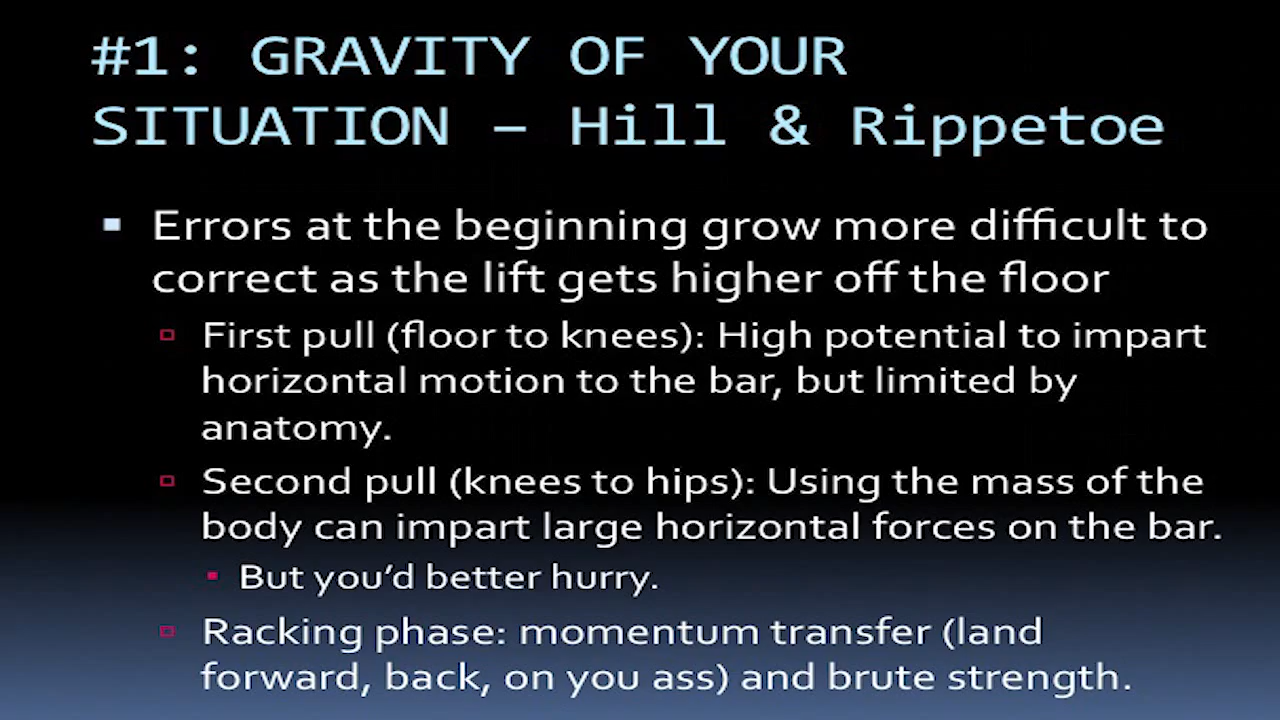 #1: GRAVITY OF YOUR
SITUATION – Hill & Rippetoe
Errors at the beginning grow more difficult to
correct as the lift gets higher off the floor
First pull (floor to knees): High potential to impart
horizontal motion to the bar, but limited by
anatomy.
Second pull (knees to hips): Using the mass of the
body can impart large horizontal forces on the bar.
But you'd better hurry.
Racking phase: momentum transfer (land
forward, back, on you ass) and brute strength.